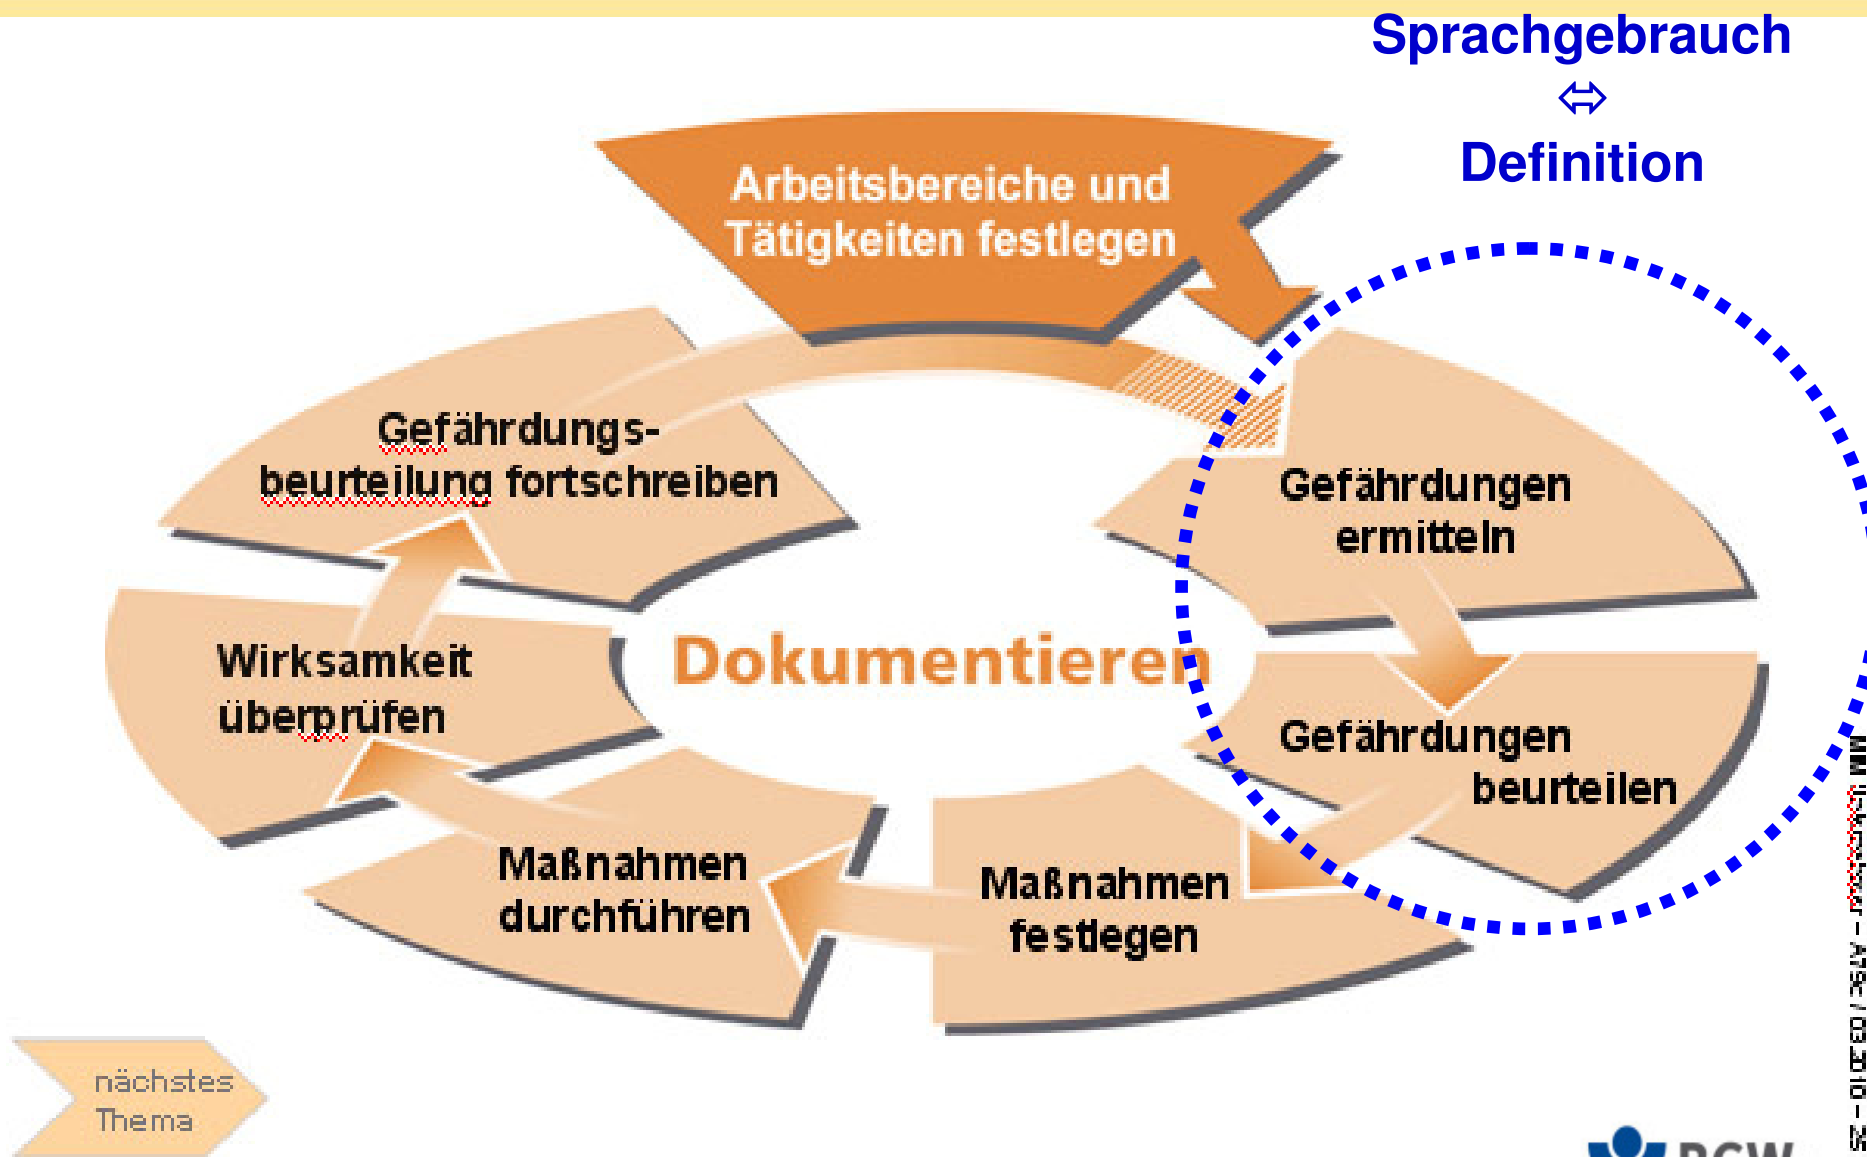 Sprachgebrauch
⬄
Definition
Arbeitsbereiche und
Tätigkeiten festlegen
Gefährdungen
ermitteln
Gefährdungen
beurteilen
Maßnahmen
festlegen
Maßnahmen
durchführen
Wirksamkeit
überprüfen
Gefährdungs-
beurteilung fortschreiben
Dokumentieren
nächstes
Thema
BGW